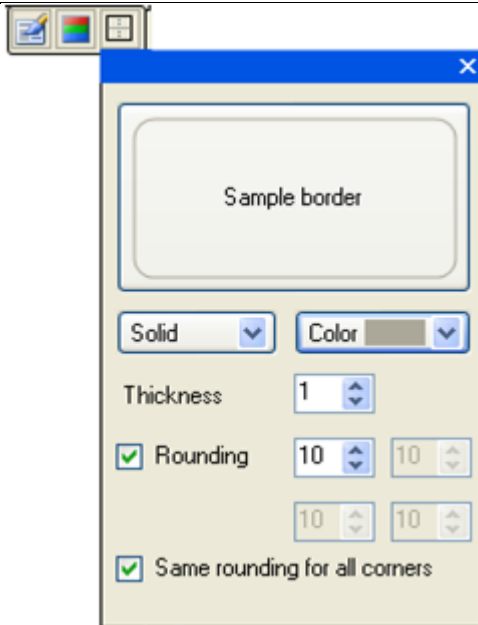 Sample border
Solid Color
Thickness 1
Rounding 10 10
10 10
Same rounding for all corners